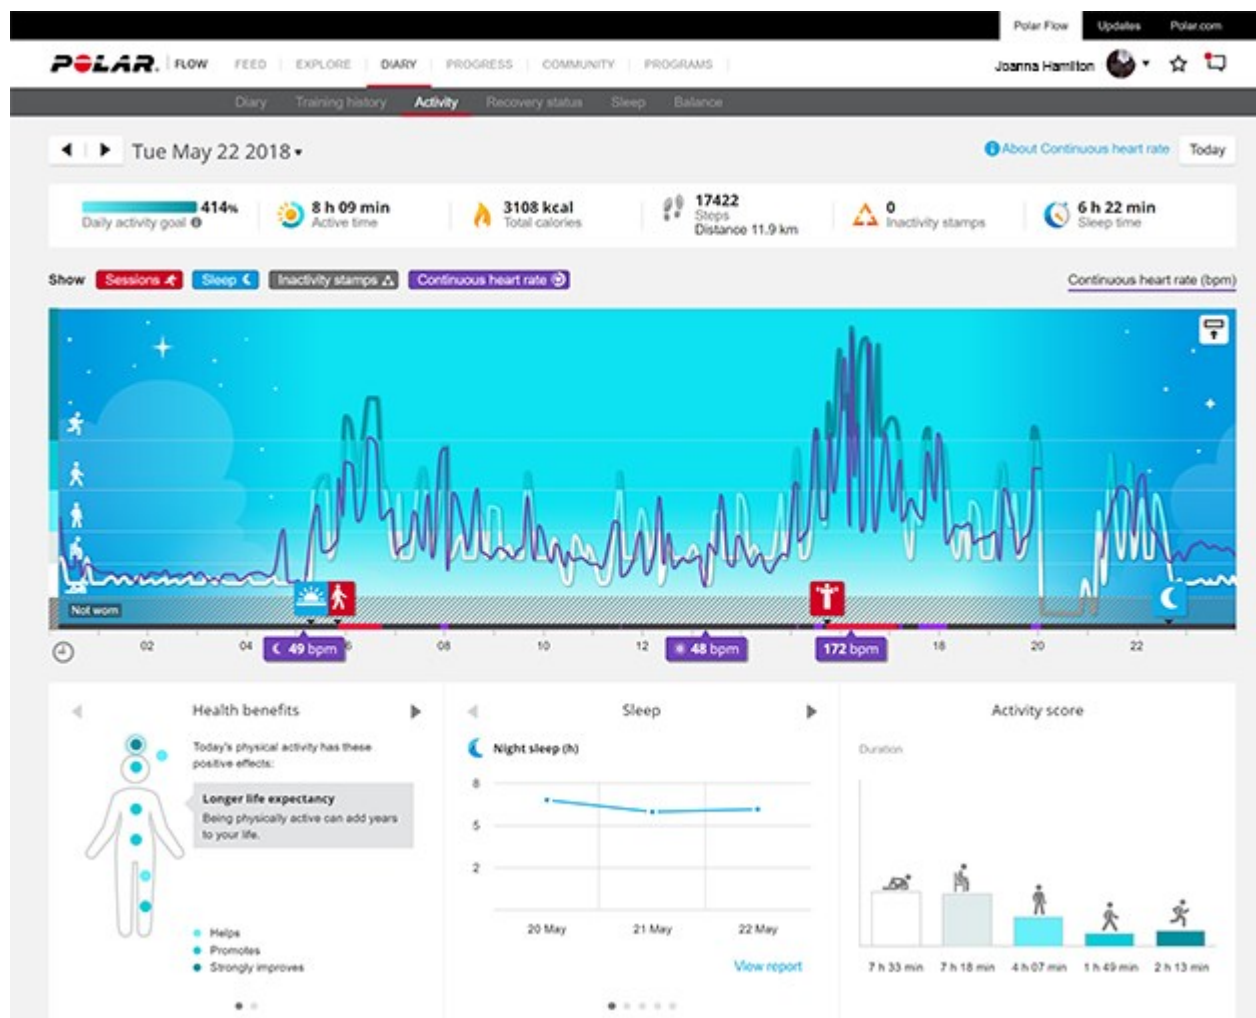 Polar Flow Updates Polar.com
POLAR. FLOW FEED EXPLORE DIARY PROGRESS COMMUNITY PROGRAMS Joanna Hamilton
Diary Training history Activity Recovery status Sleep Balance
Tue May 22 2018 About Continuous heart rate Today
414% 8 h 09 min 3108 kcal 17422 0 6 h 22 min
Daily activity goal Active time Total calories Steps Inactivity stamps Sleep time
Distance 11.9 km
Show Sessions Sleep Inactivity stamps Continuous heart rate Continuous heart rate (bpm)
Not worn
02 04 6 08 10 12 18 20 22
49 bpm 48 bpm 172 bpm
Health benefits
Today's physical activity has these
positive effects:
Longer life expectancy
Being physically active can add years
to your life.
Helps
Promotes
Strongly improves
Sleep
Night sleep (h)
8
5
2
20 May 21 May 22 May
View report
Activity score
Duration
7 h 33 min 7 h 18 min 4 h 07 min 1 h 49 min 2 h 13 min